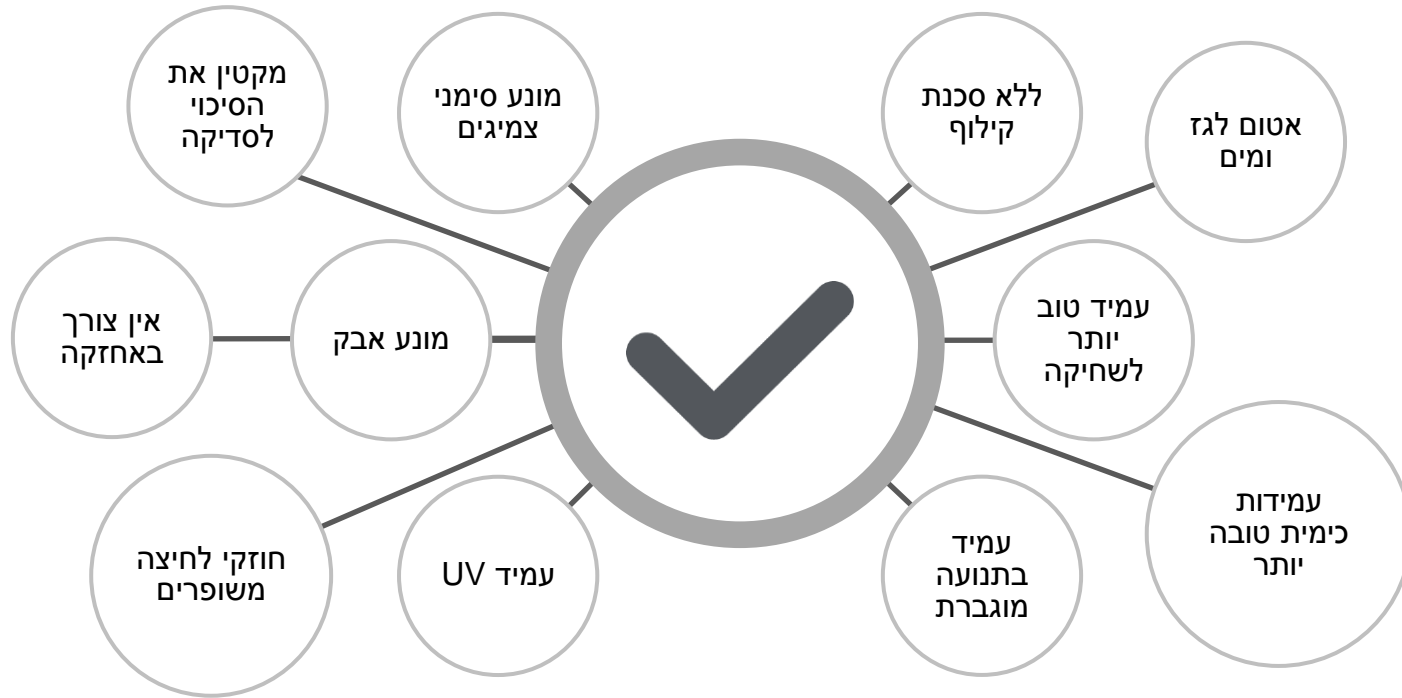 מקטין את
הסיכוי
לסדיקה
מונע סימני
צמיגים
ללא סכנת
קילוף
אטום לגז
ומים
אין צורך
באחזקה
מונע אבק
עמיד טוב
יותר
לשחיקה
חוזקי לחיצה
משופרים
עמיד UV
עמיד
בתנועה
מוגברת
עמידות
כימית טובה
יותר